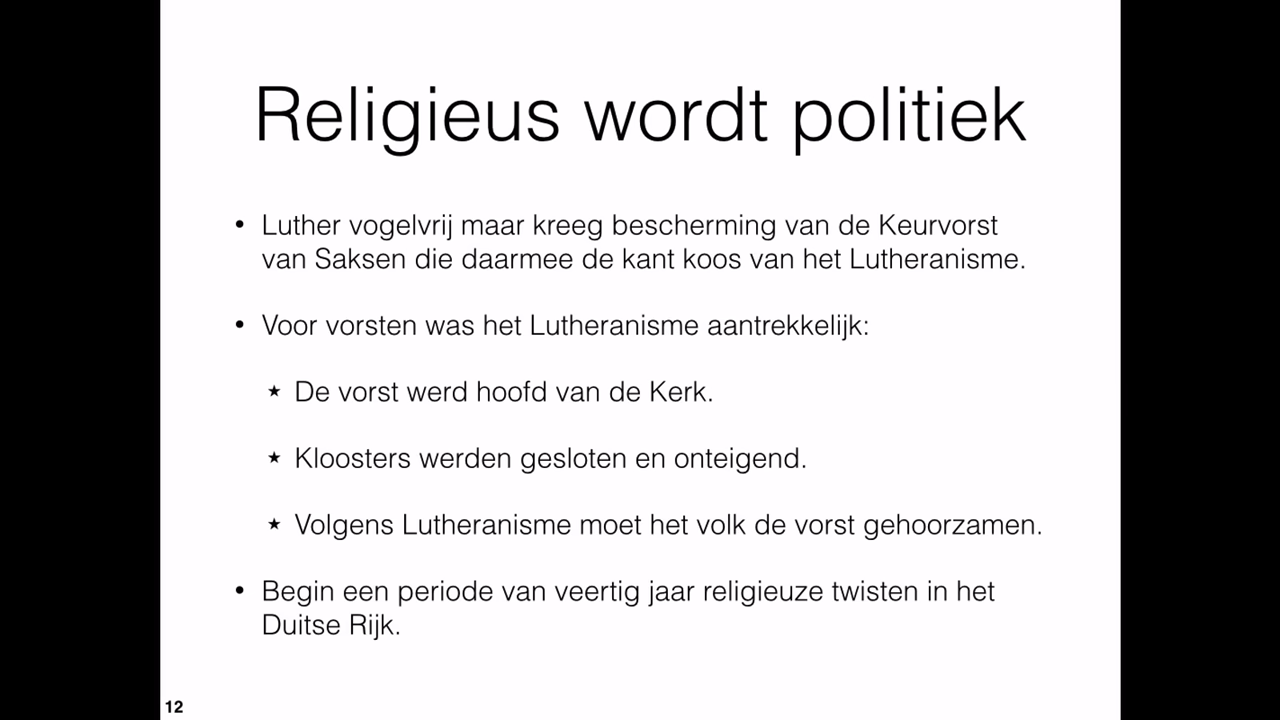 Religieus wordt politiek
• Luther vogelvrij maar kreeg bescherming van de Keurvorst
van Saksen die daarmee de kant koos van het Lutheranisme.
• Voor vorsten was het Lutheranisme aantrekkelijk:
★ De vorst werd hoofd van de Kerk.
★ Kloosters werden gesloten en onteigend.
★ Volgens Lutheranisme moet het volk de vorst gehoorzamen.
• Begin een periode van veertig jaar religieuze twisten in het
Duitse Rijk.
12